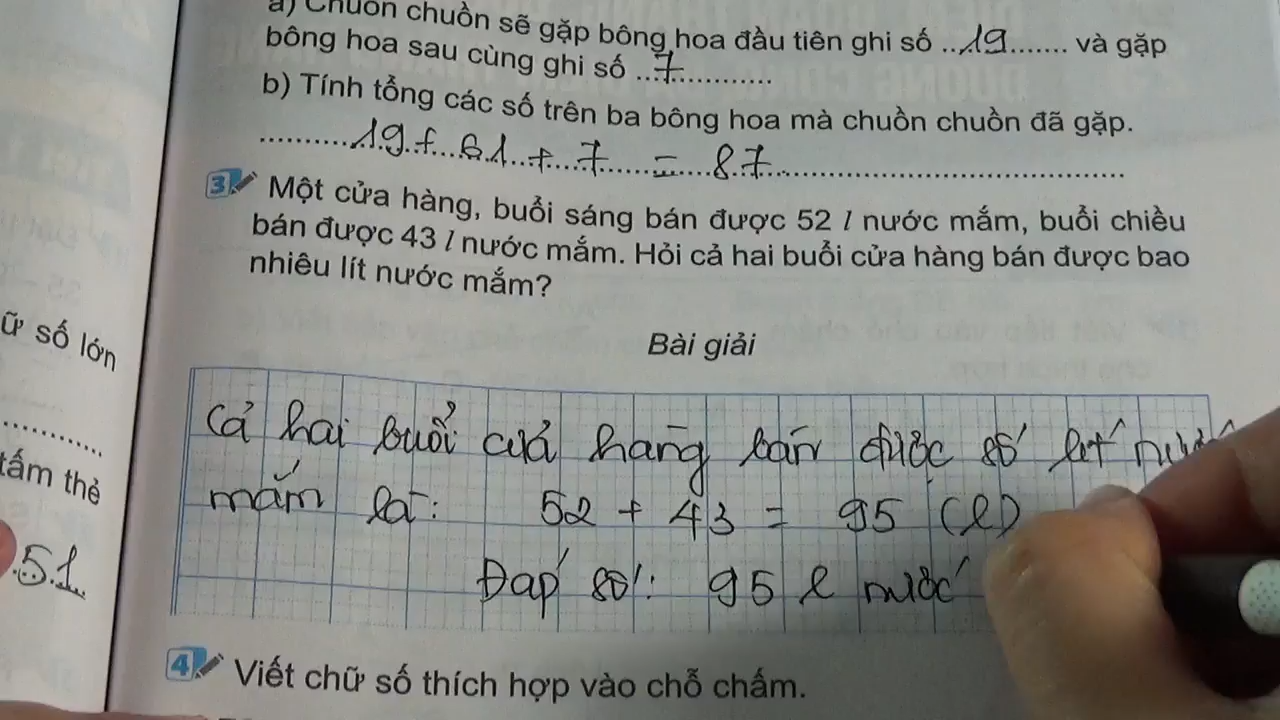 a) Chuồn chuồn sẽ gặp bông hoa đầu tiên ghi số ...19....... và gặp
bông hoa sau cùng ghi số ...7............
b) Tính tổng các số trên ba bông hoa mà chuồn chuồn đã gặp.
19 + 61 + 7 = 87
3 Một cửa hàng, buổi sáng bán được 52 l nước mắm, buổi chiều
bán được 43 l nước mắm. Hỏi cả hai buổi cửa hàng bán được bao
nhiêu lít nước mắm?
Bài giải
Cả hai buổi cửa hàng bán được số lít nước
mắm là: 52 + 43 = 95 (l)
Đáp số: 95 l nước
4 Viết chữ số thích hợp vào chỗ chấm.
ữ số lớn
tấm thẻ
51